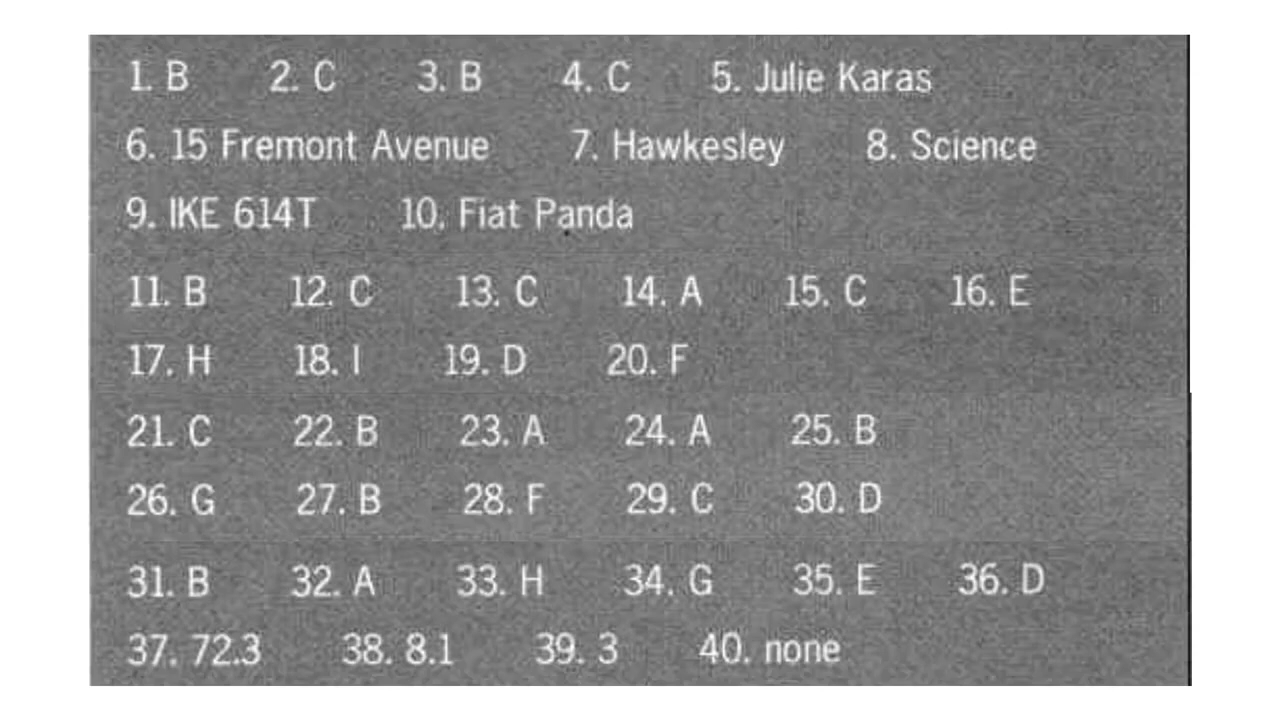 1. B 2. C 3. B 4. C 5. Julie Karas
6. 15 Fremont Avenue 7. Hawkesley 8. Science
9. IKE 614T 10. Fiat Panda
11. B 12. C 13. C 14. A 15. C 16. E
17. H 18. I 19. D 20. F
21. C 22. B 23. A 24. A 25. B
26. G 27. B 28. F 29. C 30. D
31. B 32. A 33. H 34. G 35. E 36. D
37. 72.3 38. 8.1 39. 3 40. none